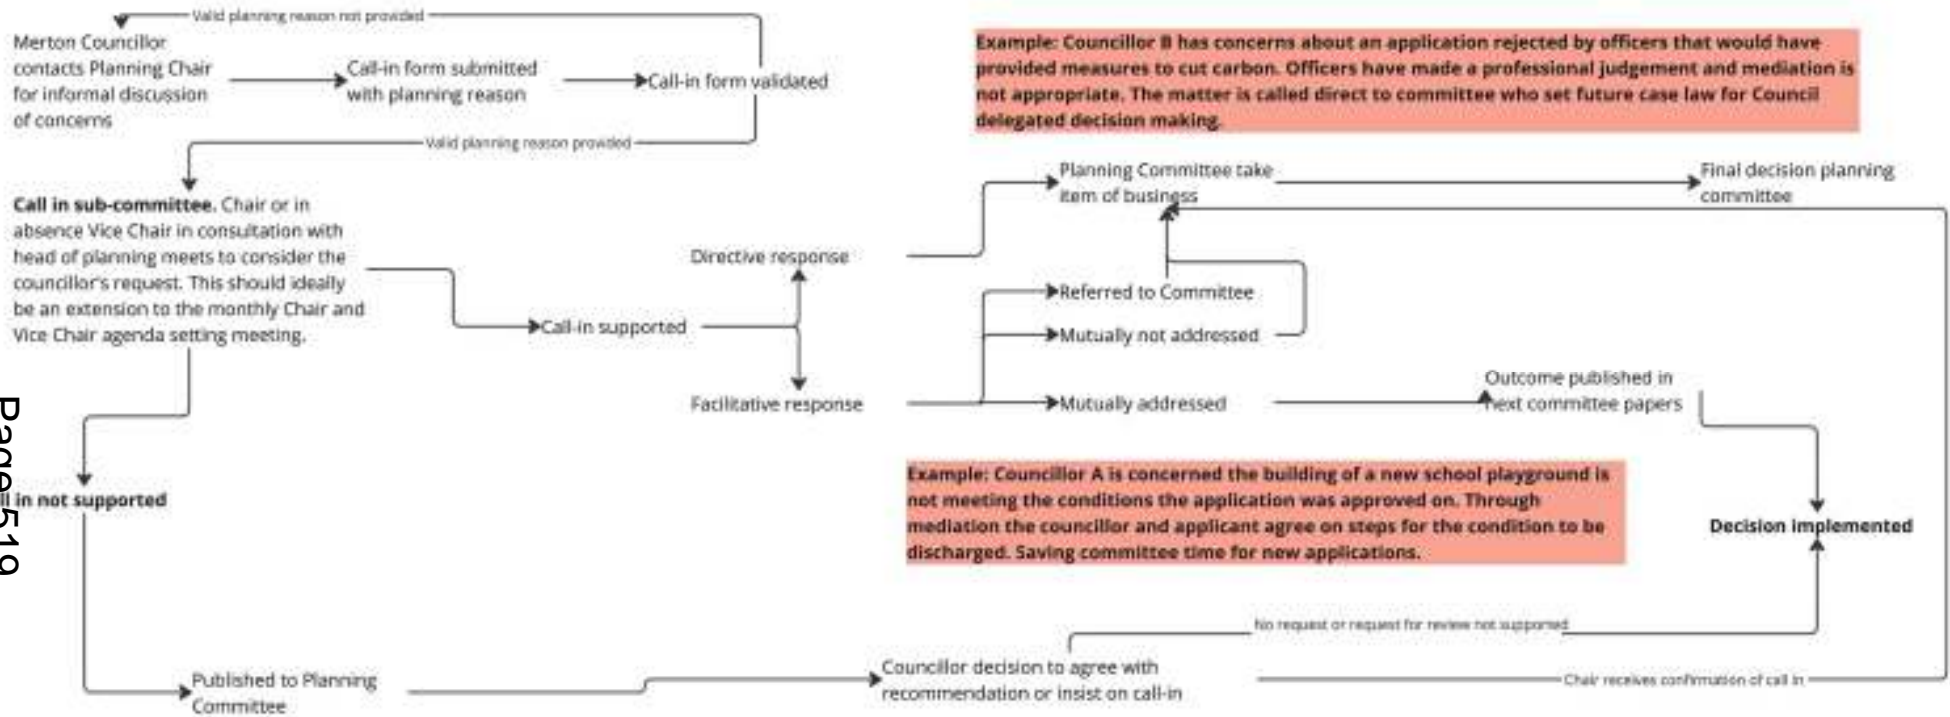 Valid planning reason not provided
Merton Councillor
contacts Planning Chair
for informal discussion
of concerns
Call-in form submitted
with planning reason
Call-in form validated
Example: Councillor B has concerns about an application rejected by officers that would have
provided measures to cut carbon. Officers have made a professional judgement and mediation is
not appropriate. The matter is called direct to committee who set future case law for Council
delegated decision making.
Valid planning reason provided
Call in sub-committee. Chair or in
absence Vice Chair in consultation with
head of planning meets to consider the
councillor's request. This should ideally
be an extension to the monthly Chair and
Vice Chair agenda setting meeting.
Planning Committee take
item of business
Final decision planning
committee
Directive response
Referred to Committee
Call-in supported
Mutually not addressed
Facilitative response
Mutually addressed
Outcome published in
next committee papers
Example: Councillor A is concerned the building of a new school playground is
not meeting the conditions the application was approved on. Through
mediation the councillor and applicant agree on steps for the condition to be
discharged. Saving committee time for new applications.
ll in not supported
Page 519
Decision implemented
No request or request for review not supported
Published to Planning
Committee
Councillor decision to agree with
recommendation or insist on call-in
Chair receives confirmation of call in